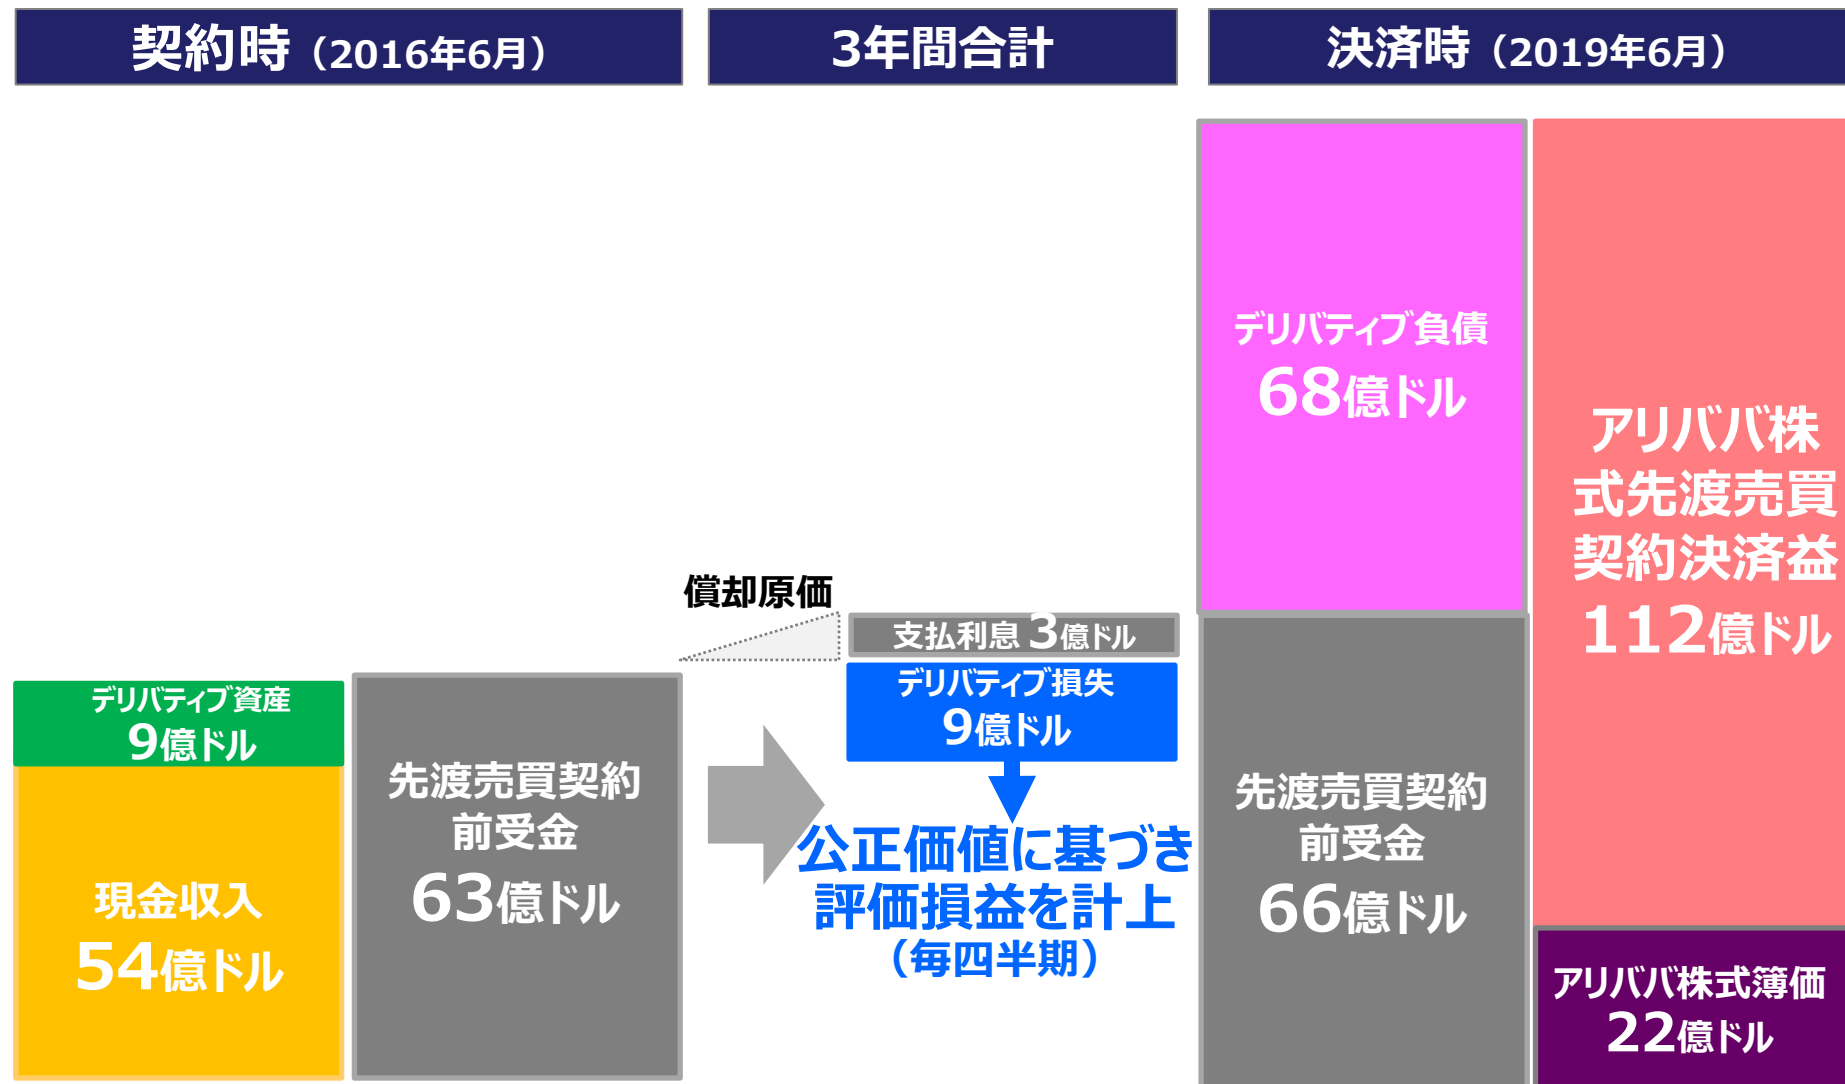 契約時（2016年6月）
3年間合計
決済時（2019年6月）
デリバティブ資産
9億ドル
現金収入
54億ドル
先渡売買契約
前受金
63億ドル
償却原価
支払利息 3億ドル
デリバティブ損失
9億ドル
公正価値に基づき
評価損益を計上
（毎四半期）
デリバティブ負債
68億ドル
先渡売買契約
前受金
66億ドル
アリババ株
式先渡売買
契約決済益
112億ドル
アリババ株式簿価
22億ドル